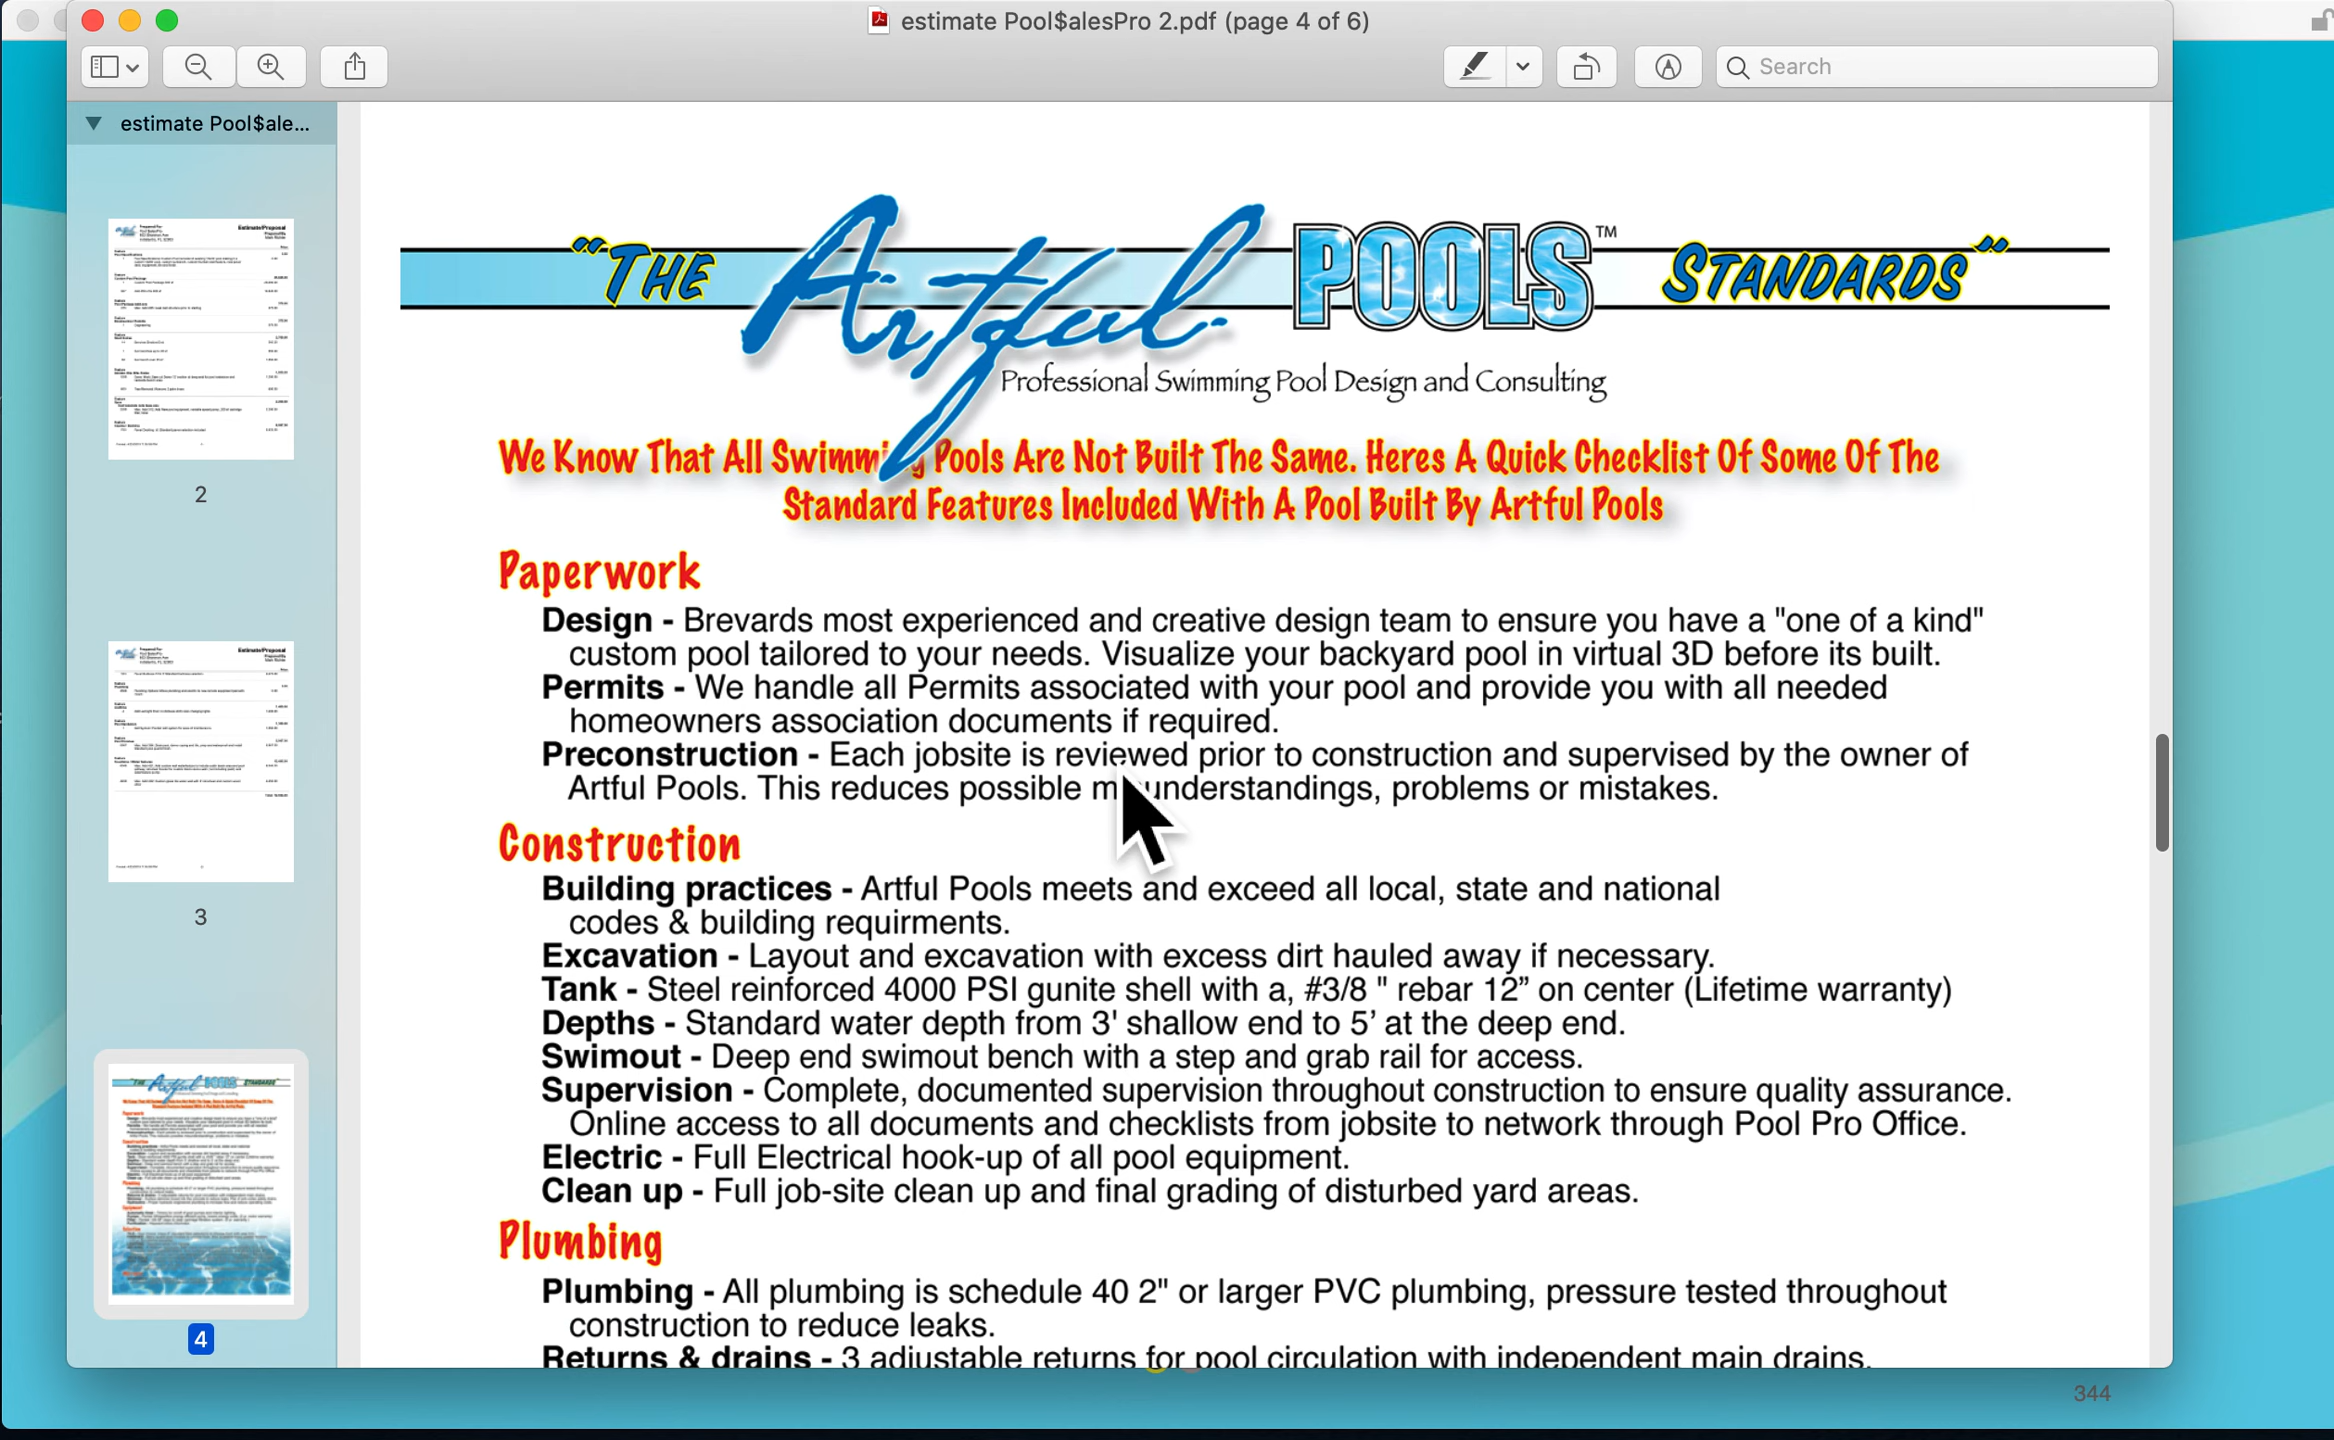 estimate Pool$alesPro 2.pdf (page 4 of 6)
Search
estimate Pool$ale...
2
3
4
"THE Artful POOLS™ STANDARDS"
Professional Swimming Pool Design and Consulting
We Know That All Swimming Pools Are Not Built The Same. Heres A Quick Checklist Of Some Of The
Standard Features Included With A Pool Built By Artful Pools
Paperwork
Design - Brevards most experienced and creative design team to ensure you have a "one of a kind"
custom pool tailored to your needs. Visualize your backyard pool in virtual 3D before its built.
Permits - We handle all Permits associated with your pool and provide you with all needed
homeowners association documents if required.
Preconstruction - Each jobsite is reviewed prior to construction and supervised by the owner of
Artful Pools. This reduces possible misunderstandings, problems or mistakes.
Construction
Building practices - Artful Pools meets and exceed all local, state and national
codes & building requirments.
Excavation - Layout and excavation with excess dirt hauled away if necessary.
Tank - Steel reinforced 4000 PSI gunite shell with a, #3/8 " rebar 12” on center (Lifetime warranty)
Depths - Standard water depth from 3' shallow end to 5’ at the deep end.
Swimout - Deep end swimout bench with a step and grab rail for access.
Supervision - Complete, documented supervision throughout construction to ensure quality assurance.
Online access to all documents and checklists from jobsite to network through Pool Pro Office.
Electric - Full Electrical hook-up of all pool equipment.
Clean up - Full job-site clean up and final grading of disturbed yard areas.
Plumbing
Plumbing - All plumbing is schedule 40 2" or larger PVC plumbing, pressure tested throughout
construction to reduce leaks.
Returns & drains - 3 adjustable returns for pool circulation with independent main drains.
344